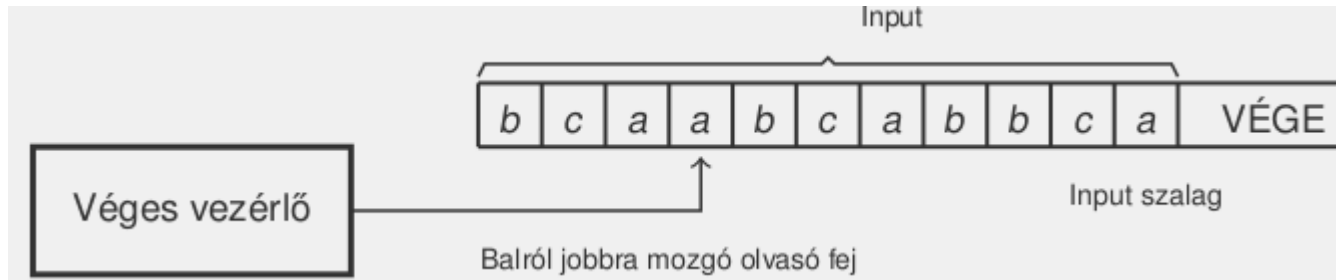 Input
b c a a b c a b b c a VÉGE
Véges vezérlő
Input szalag
Balról jobbra mozgó olvasó fej